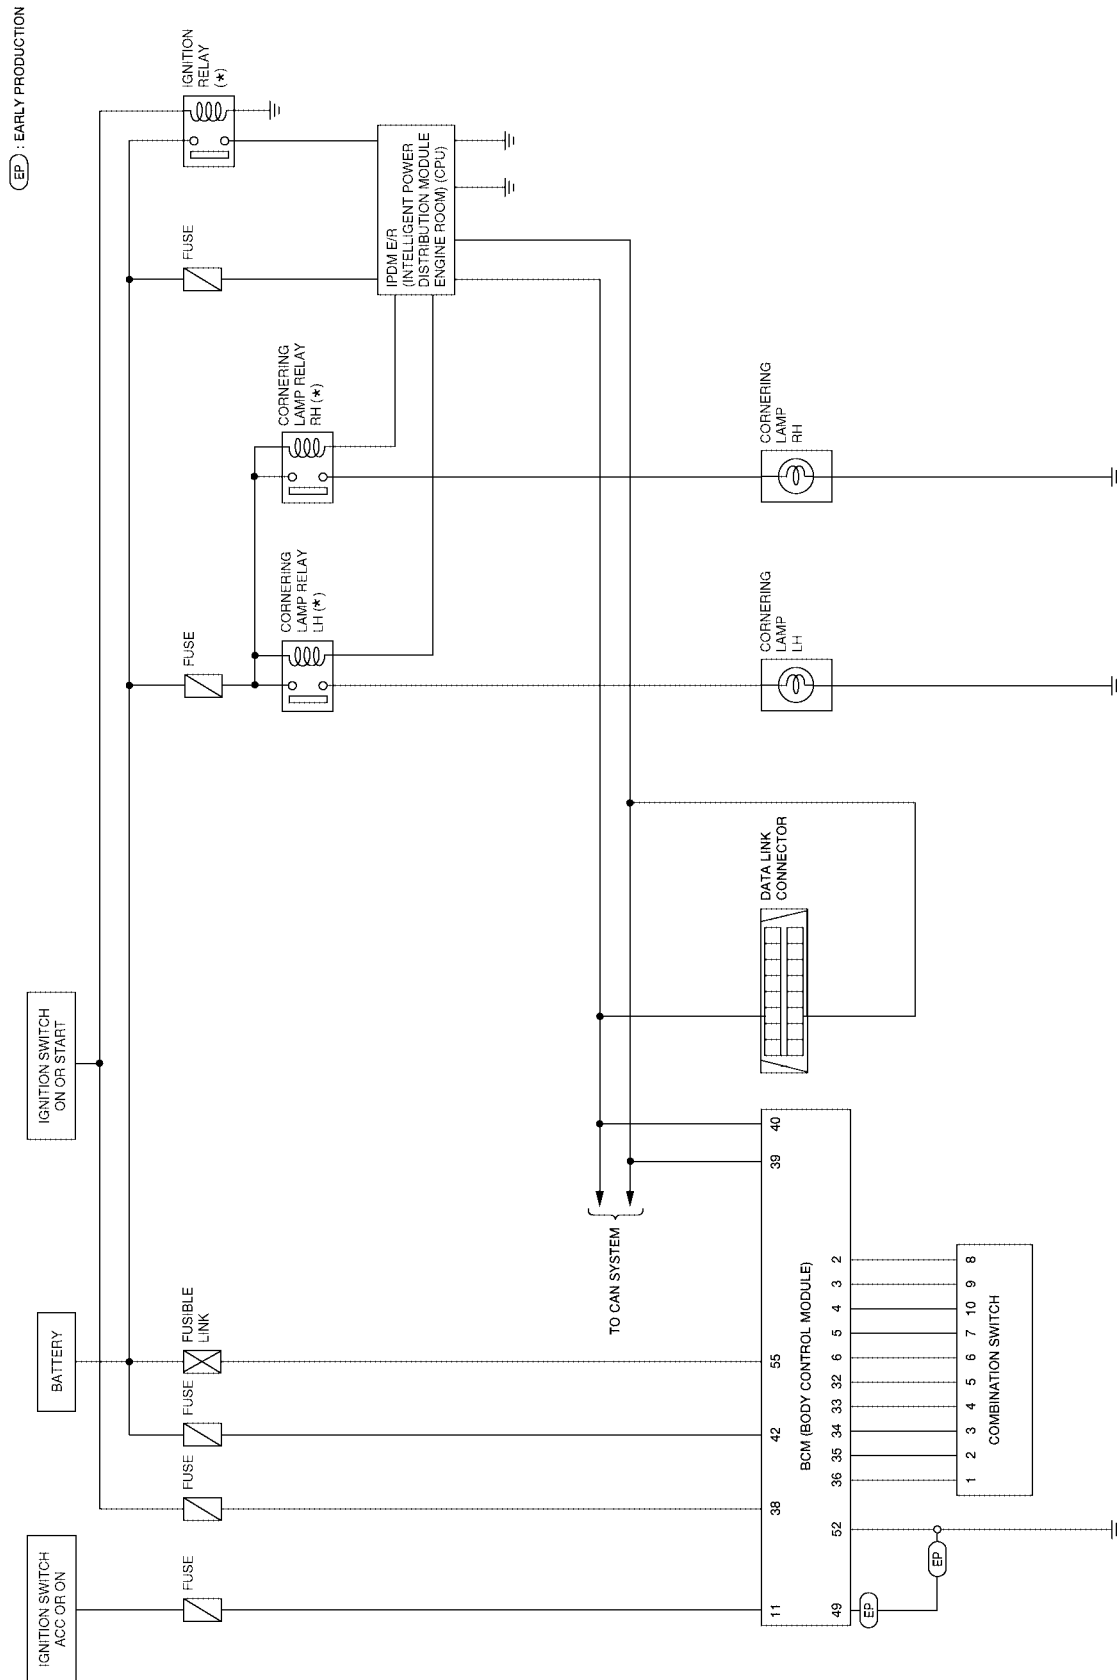 EP : EARLY PRODUCTION
IGNITION SWITCH
ACC OR ON
BATTERY
IGNITION SWITCH
ON OR START
FUSE
FUSE
FUSE
FUSIBLE
LINK
FUSE
FUSE
IGNITION
RELAY
(*)
CORNERING
LAMP RELAY
LH (*)
CORNERING
LAMP RELAY
RH (*)
IPDM E/R
(INTELLIGENT POWER
DISTRIBUTION MODULE
ENGINE ROOM) (CPU)
TO CAN SYSTEM
DATA LINK
CONNECTOR
CORNERING
LAMP
LH
CORNERING
LAMP
RH
11 38 42 55 39 40
BCM (BODY CONTROL MODULE)
49 52 36 35 34 33 32 6 5 4 3 2
EP
EP
1 2 3 4 5 6 7 10 9 8
COMBINATION SWITCH